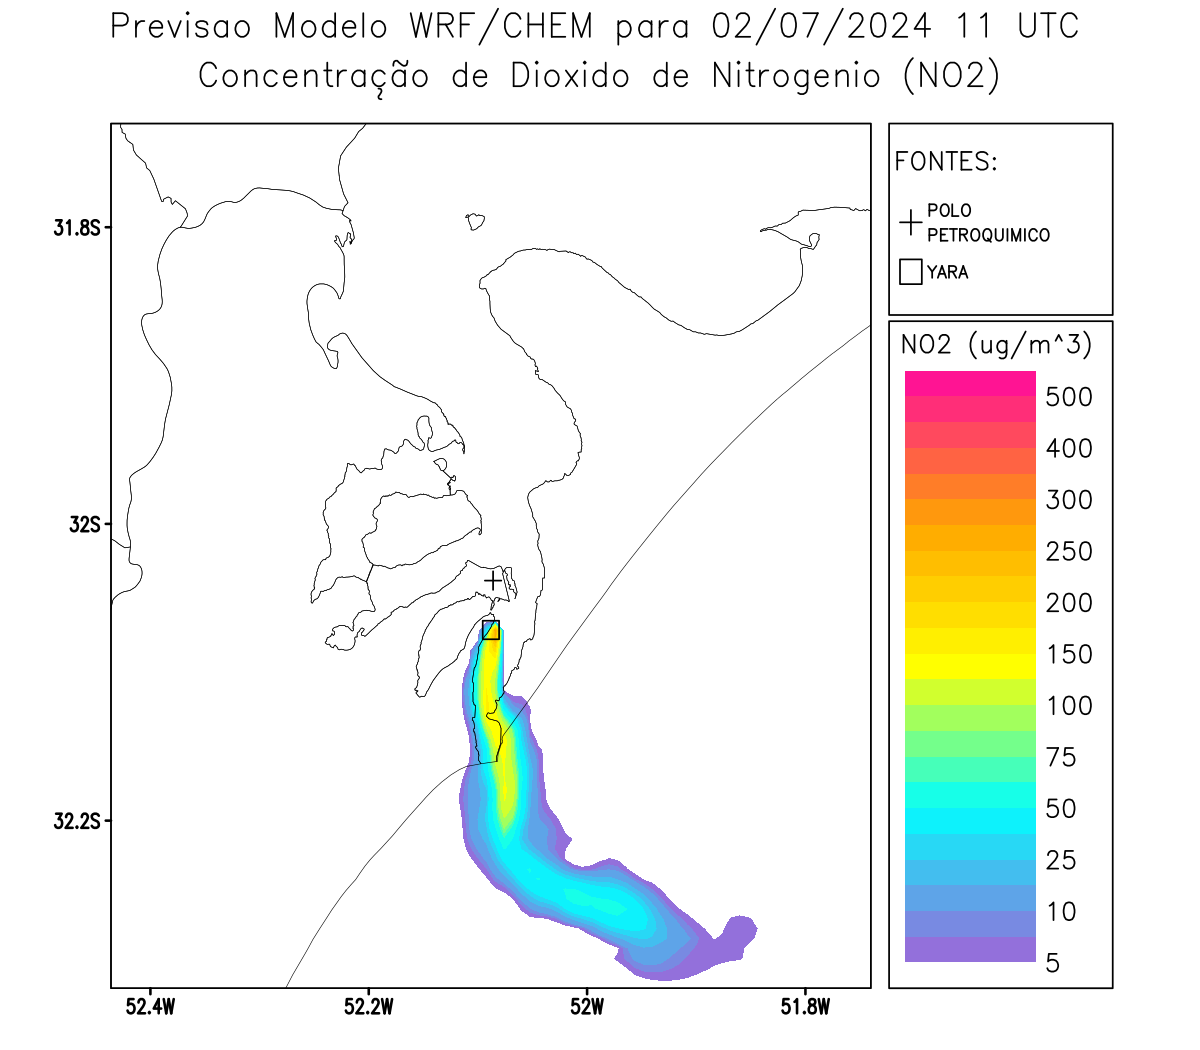 Previsao Modelo WRF/CHEM para 02/07/2024 11 UTC
Concentração de Dioxido de Nitrogenio (NO2)
FONTES:
POLO
PETROQUIMICO
YARA
NO2 (ug/m^3)
500
400
300
250
200
150
100
75
50
25
10
5
31.8S
32S
32.2S
52.4W
52.2W
52W
51.8W